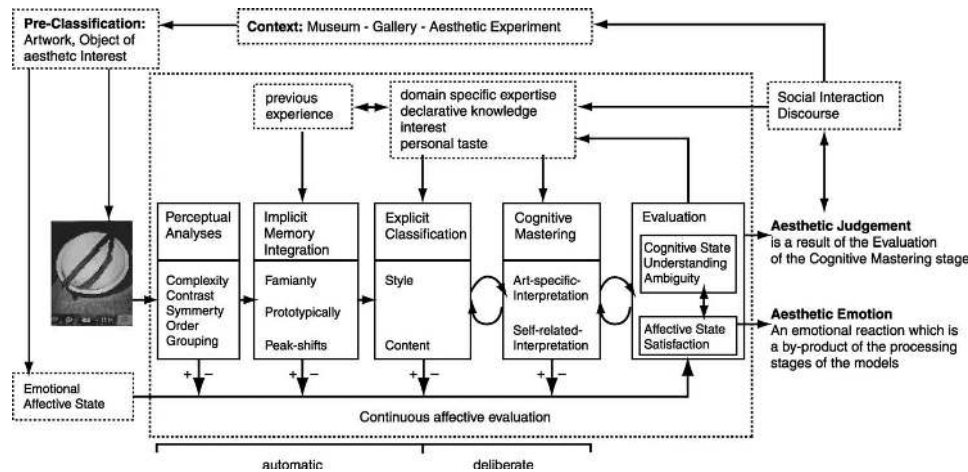 Pre-Classification:
Artwork, Object of
aesthetc Interest
Context: Museum - Gallery - Aesthetic Experiment
Social Interaction
Discourse
previous
experience
domain specific expertise
declarative knowledge
interest
personal taste
Perceptual
Analyses
Complexity
Contrast
Symmerty
Order
Grouping
Implicit
Memory
Integration
Famianty
Prototypically
Peak-shifts
Explicit
Classification
Style
Content
Cognitive
Mastering
Art-specific-
Interpretation
Self-related-
Interpretation
Evaluation
Cognitive State
Understanding
Ambiguity
Affective State
Satisfaction
Aesthetic Judgement
is a result of the Evaluation
of the Cognitive Mastering stage
Aesthetic Emotion
An emotional reaction which is
a by-product of the processing
stages of the models
+ −
+ −
+ −
+ −
Emotional
Affective State
Continuous affective evaluation
automatic
deliberate